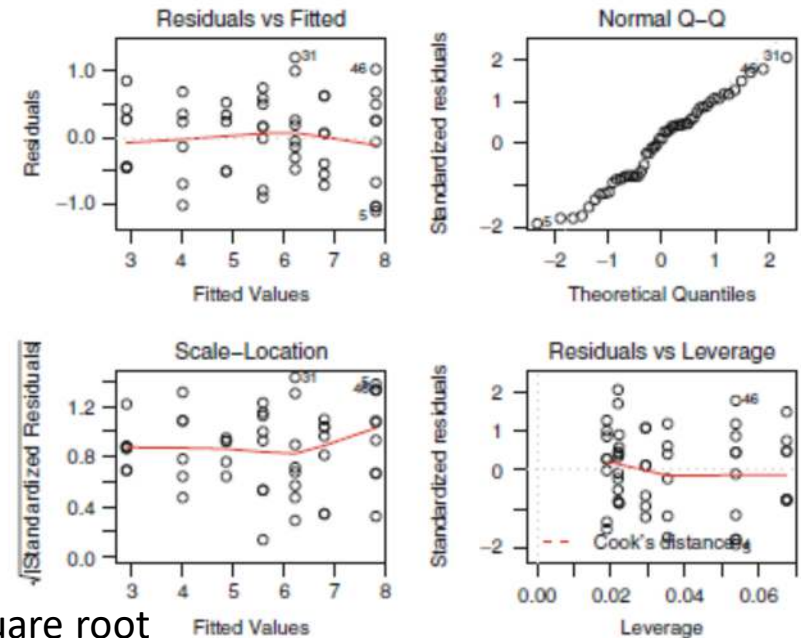 Residuals vs Fitted
Residuals
1.0
0.0
−1.0
31
46
5
3 4 5 6 7 8
Fitted Values
Normal Q−Q
Standardized residuals
2
1
0
−2
31
46
5
−2 −1 0 1 2
Theoretical Quantiles
Scale−Location
√|Standardized Residuals|
1.2
0.8
0.4
0.0
31
5
46
3 4 5 6 7 8
Fitted Values
Residuals vs Leverage
Standardized residuals
2
1
0
−2
46
Cook's distance
5
0.00 0.02 0.04 0.06
Leverage
uare root